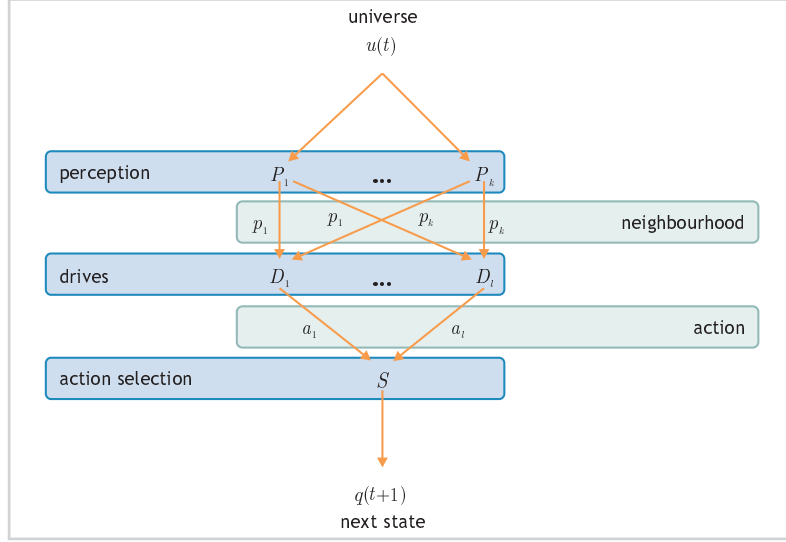 universe
u(t)
perception P₁ ... Pₖ
p₁ p₁ pₖ pₖ neighbourhood
drives D₁ ... Dₗ
a₁ aₗ action
action selection S
q(t+1)
next state